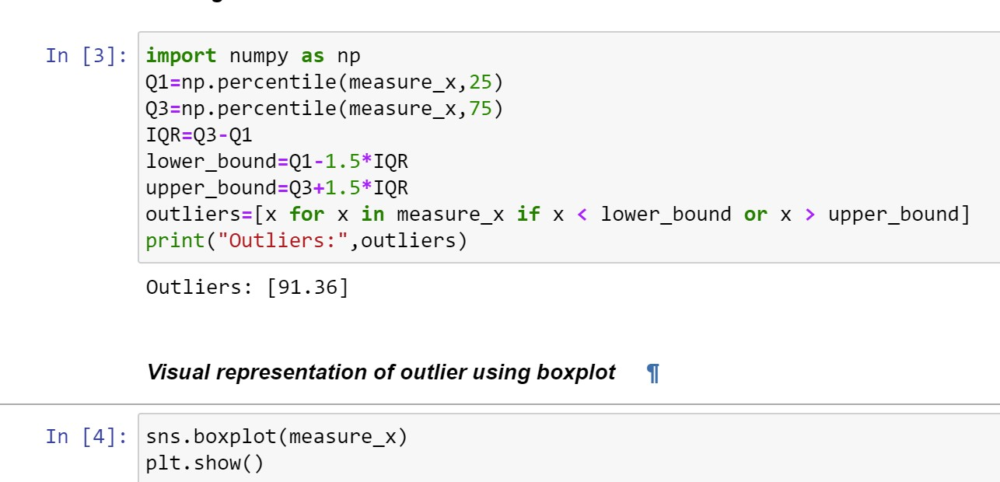 In [3]: import numpy as np
Q1=np.percentile(measure_x,25)
Q3=np.percentile(measure_x,75)
IQR=Q3-Q1
lower_bound=Q1-1.5*IQR
upper_bound=Q3+1.5*IQR
outliers=[x for x in measure_x if x < lower_bound or x > upper_bound]
print("Outliers:",outliers)
Outliers: [91.36]
Visual representation of outlier using boxplot ¶
In [4]: sns.boxplot(measure_x)
plt.show()